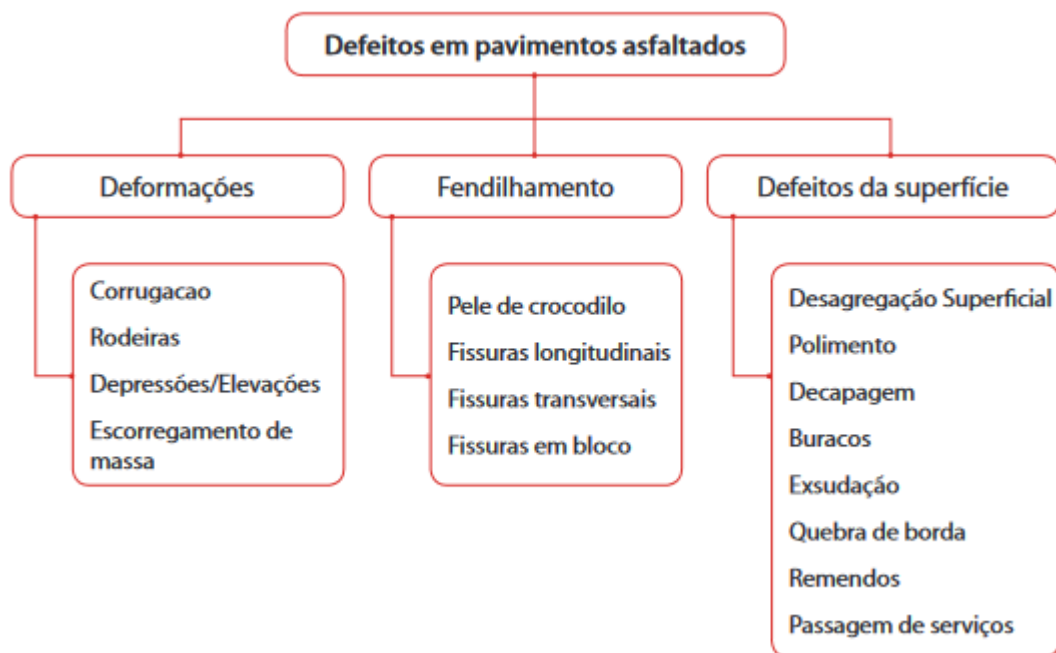 Defeitos em pavimentos asfaltados
Deformações
Fendilhamento
Defeitos da superfície
Corrugacao
Rodeiras
Depressóes/Elevações
Escorregamento de
massa
Pele de crocodilo
Fissuras longitudinais
Fissuras transversais
Fissuras em bloco
Desagregação Superficial
Polimento
Decapagem
Buracos
Exsudação
Quebra de borda
Remendos
Passagem de serviços